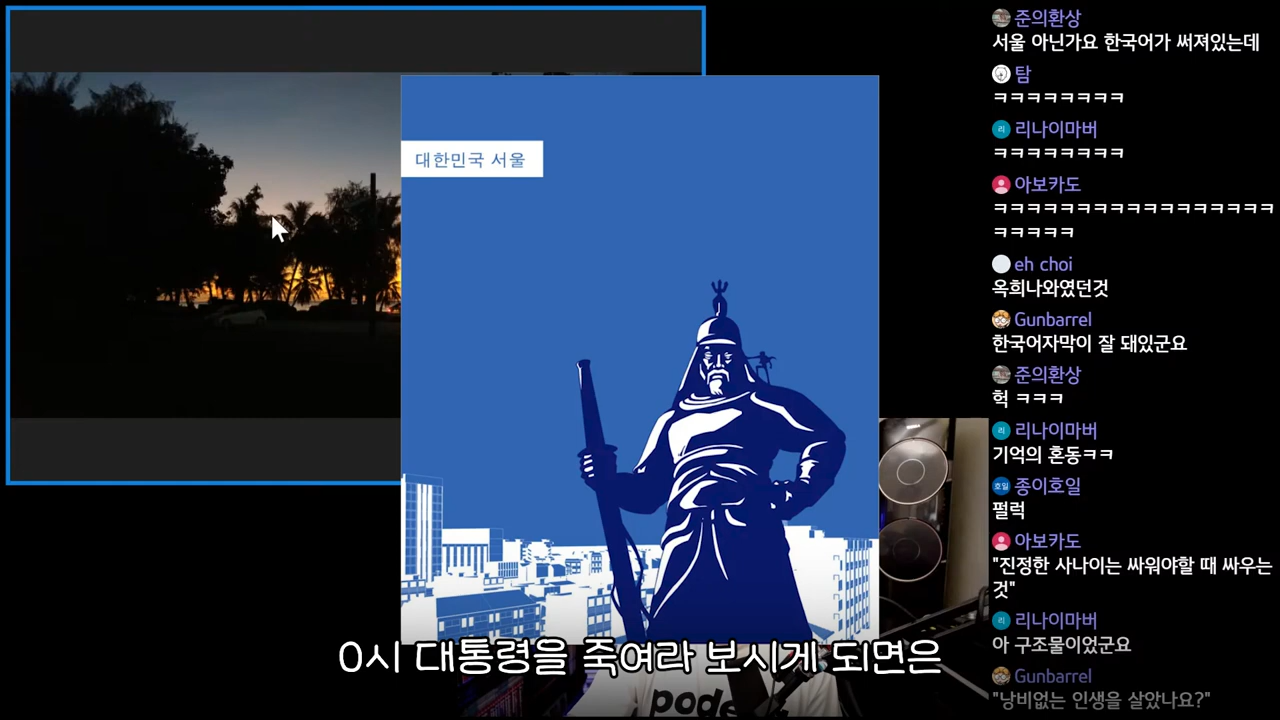 대한민국 서울
0시 대통령을 죽여라 보시게 되면은
준의환상
서울 아닌가요 한국어가 써져있는데
탐
ㅋㅋㅋㅋㅋㅋㅋㅋ
리 리나이마버
ㅋㅋㅋㅋㅋㅋㅋㅋ
아보카도
ㅋㅋㅋㅋㅋㅋㅋㅋㅋㅋㅋㅋㅋㅋㅋㅋㅋ
ㅋㅋㅋㅋㅋ
eh choi
옥희나와였던것
Gunbarrel
한국어자막이 잘 돼있군요
준의환상
헉 ㅋㅋㅋ
리 리나이마버
기억의 혼동ㅋㅋ
호일 종이호일
펄럭
아보카도
"진정한 사나이는 싸워야할 때 싸우는
것"
리 리나이마버
아 구조물이었군요
Gunbarrel
"낭비없는 인생을 살았나요?"